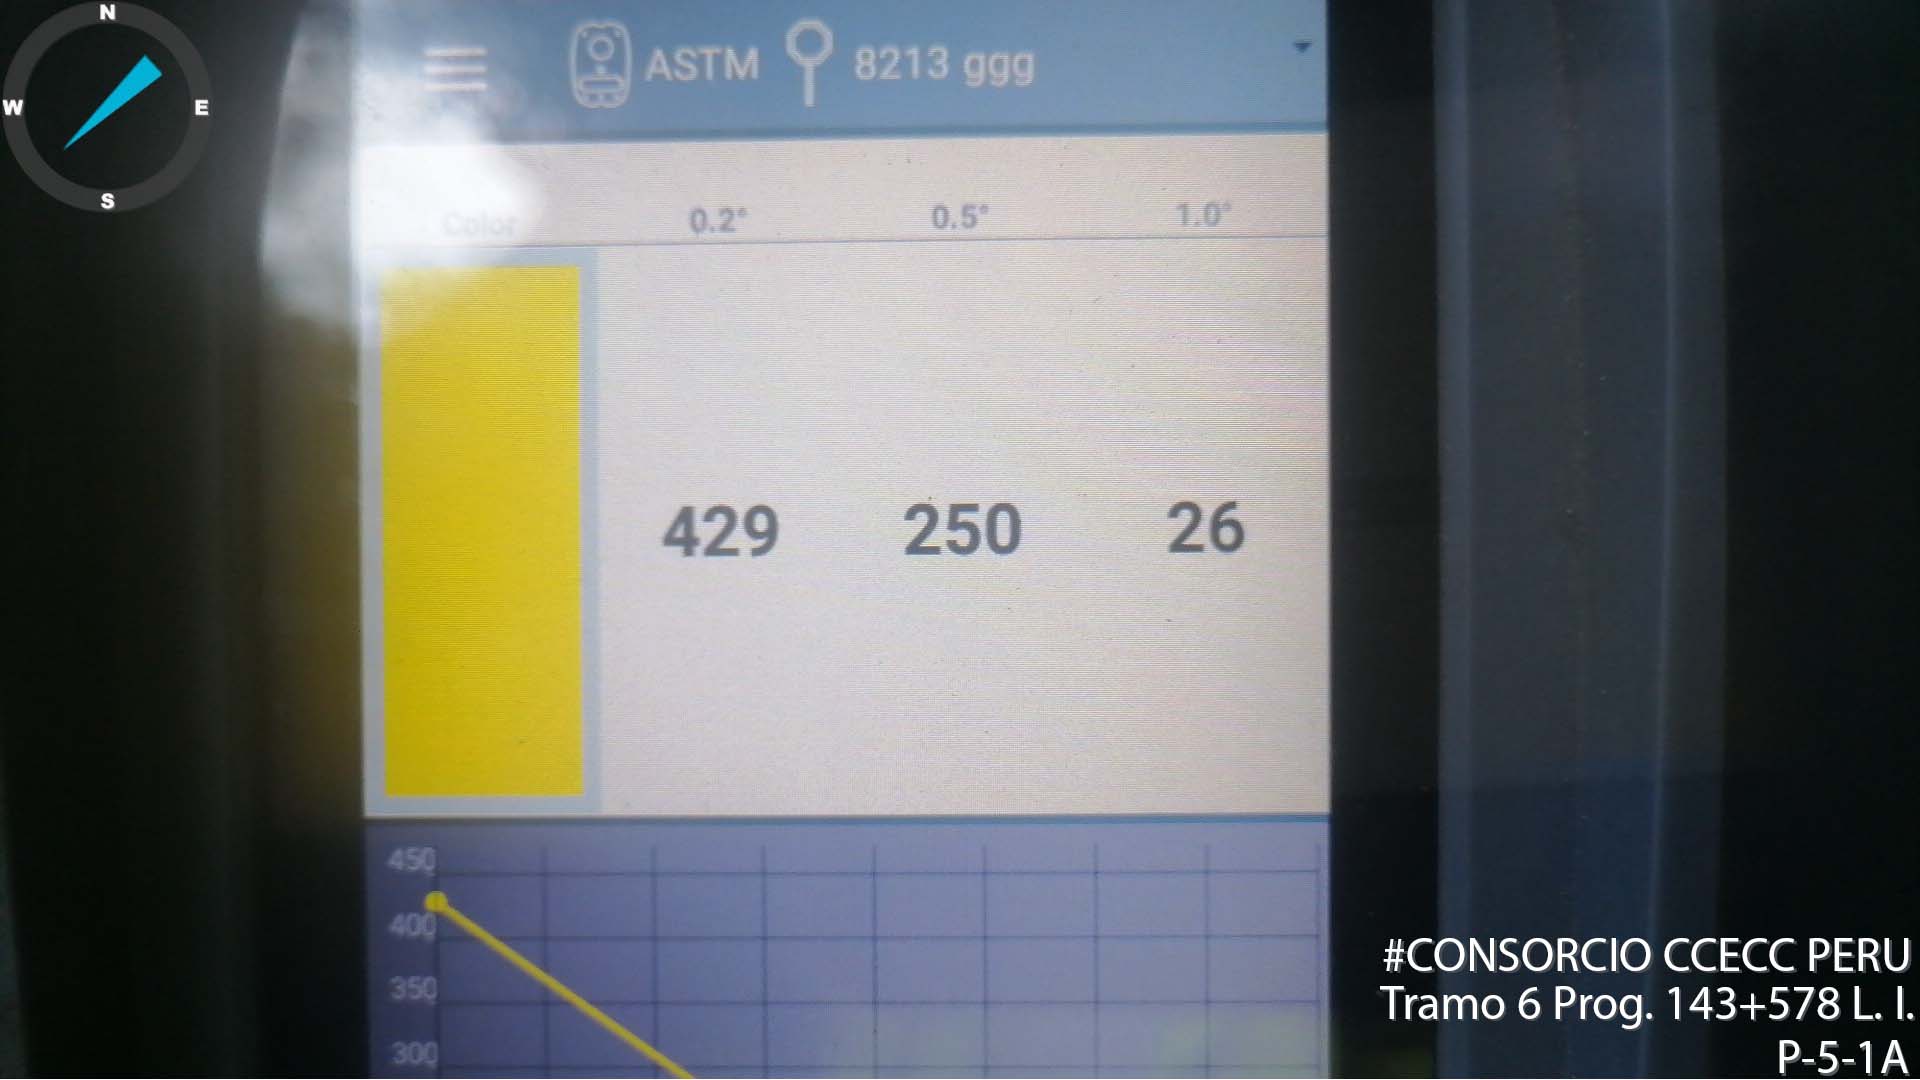 N
W E
S
ASTM 8213 ggg
Color 0.2° 0.5° 1.0°
429 250 26
450
400
350
300
#CONSORCIO CCECC PERU
Tramo 6 Prog. 143+578 L. I.
P-5-1A